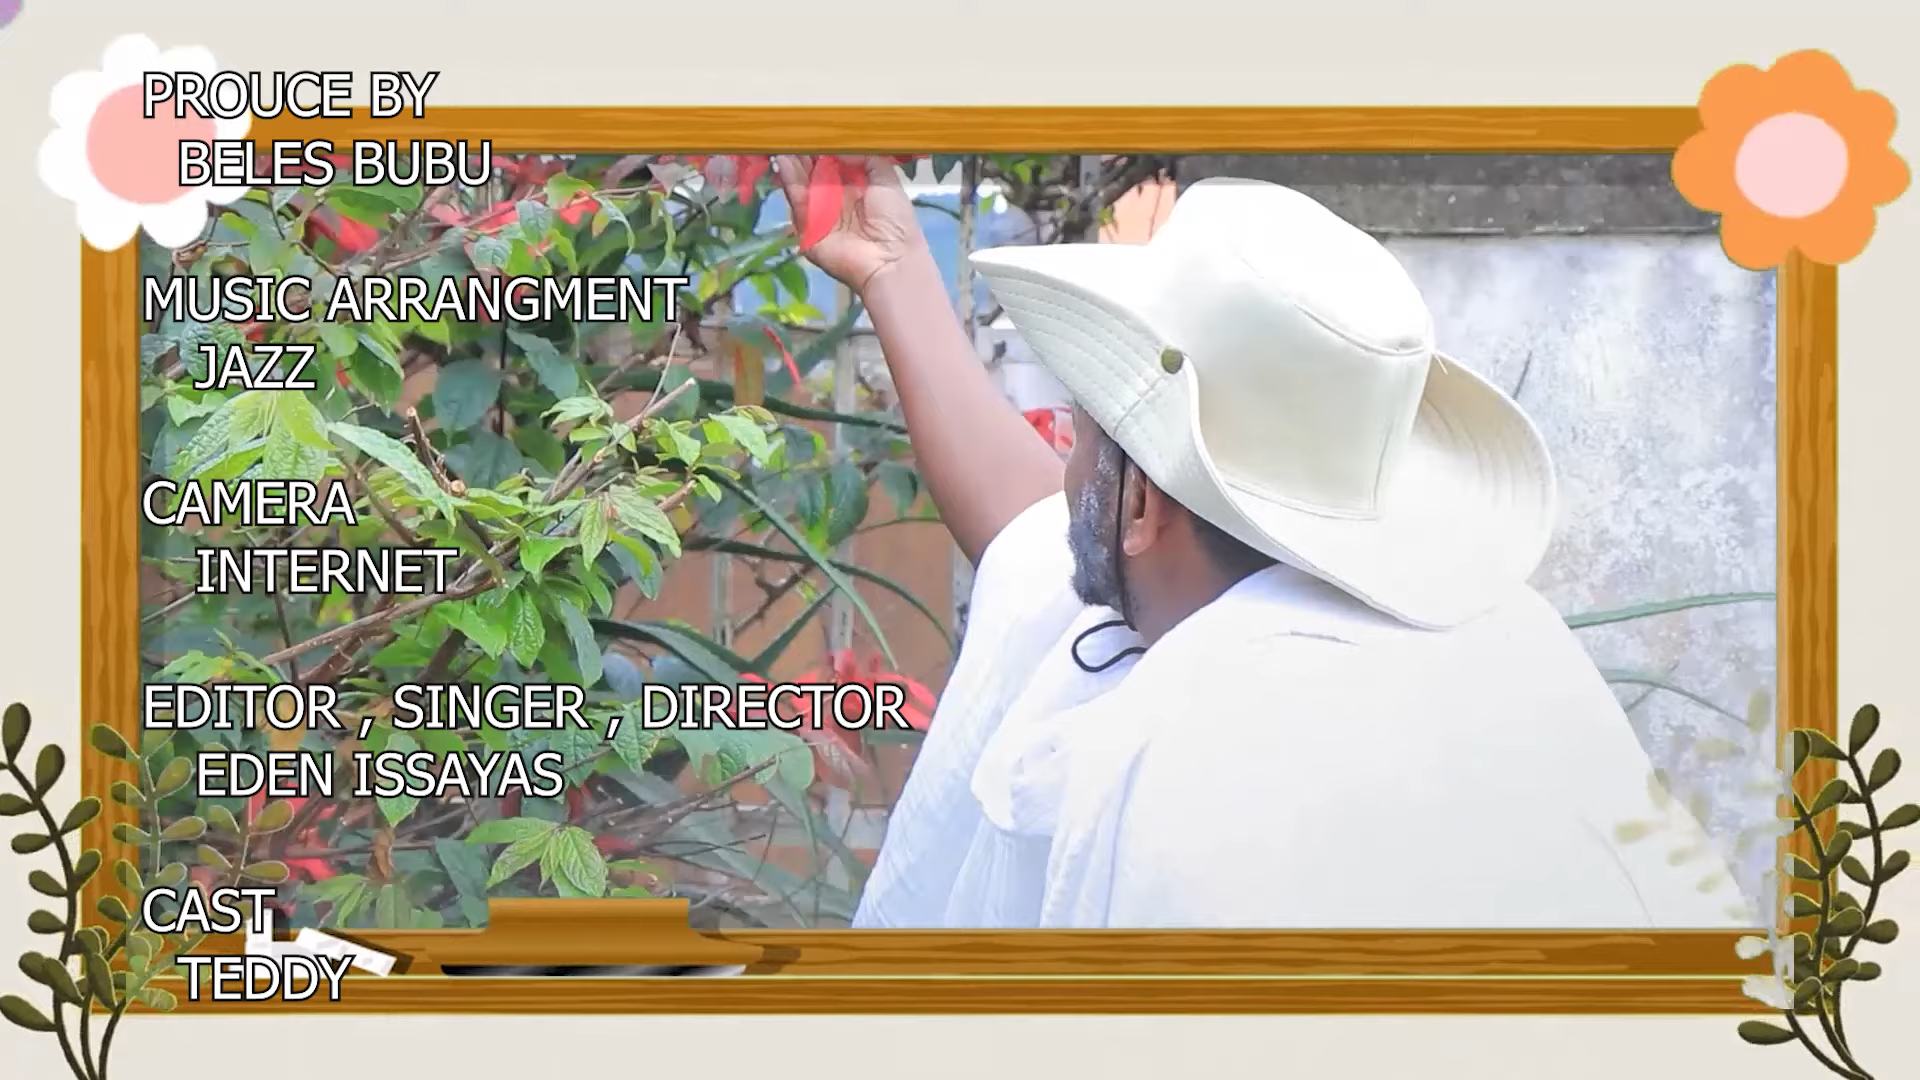 PROUCE BY
BELES BUBU
MUSIC ARRANGMENT
JAZZ
CAMERA
INTERNET
EDITOR , SINGER , DIRECTOR
EDEN ISSAYAS
CAST
TEDDY